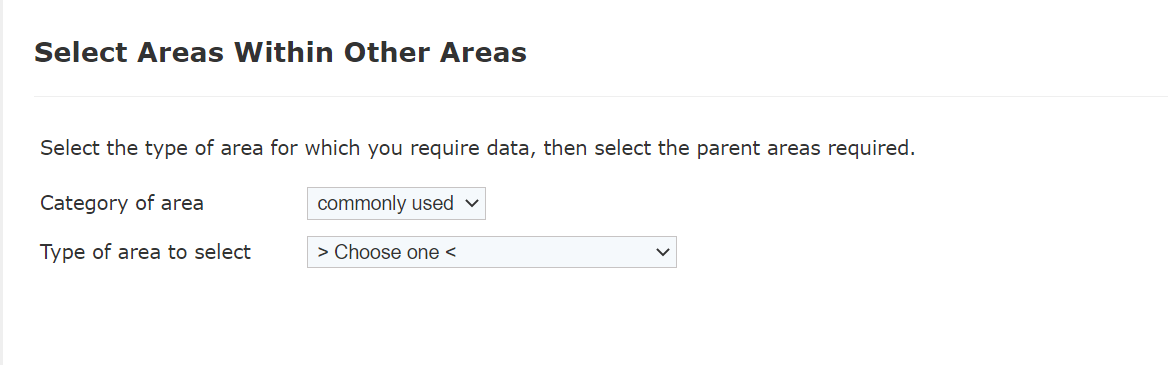 Select Areas Within Other Areas
Select the type of area for which you require data, then select the parent areas required.
Category of area commonly used
Type of area to select > Choose one <